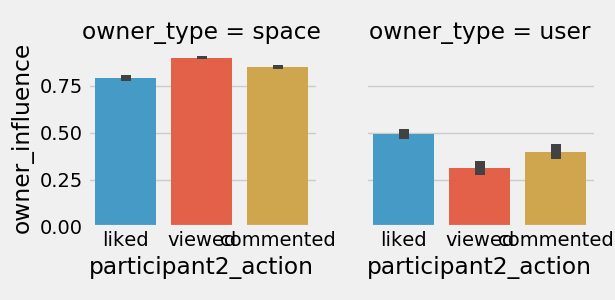 owner_type = space
owner_type = user
owner_influence
0.75
0.50
0.25
0.00
liked viewed commented
liked viewed commented
participant2_action
participant2_action